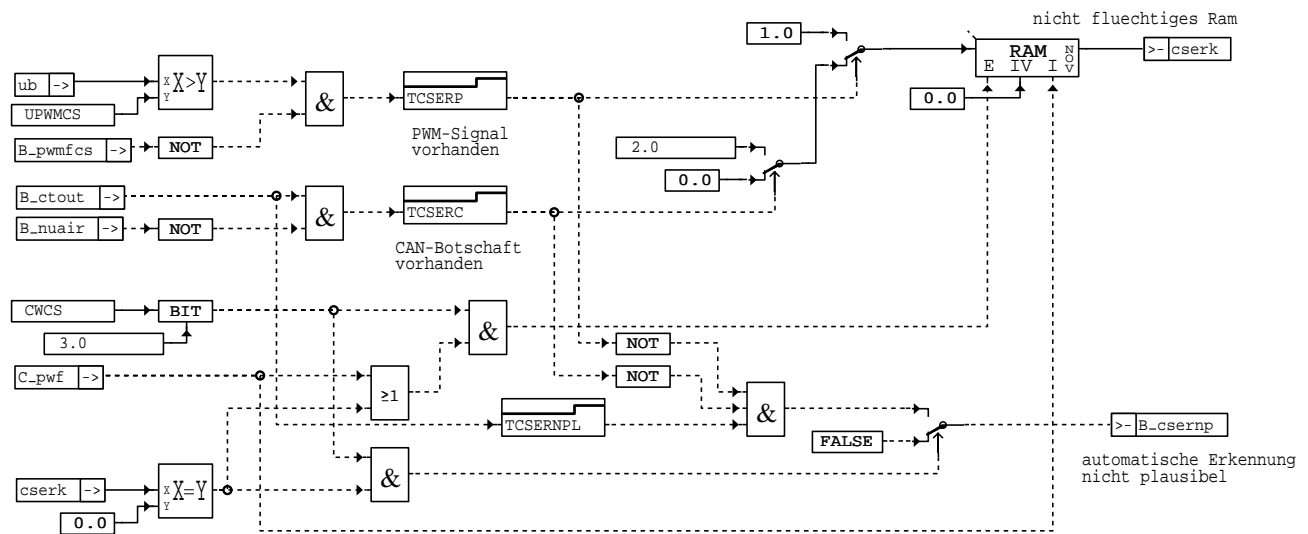 nicht fluechtiges Ram
1.0
RAM
E IV I
NOV
>- cserk
ub ->
X
Y
X>Y
UPWMCS
&
TCSERP
0.0
B_pwmfcs ->
NOT
PWM-Signal
vorhanden
2.0
0.0
B_ctout ->
&
TCSERC
B_nuair ->
NOT
CAN-Botschaft
vorhanden
CWCS
BIT
3.0
&
NOT
C_pwf ->
≥1
NOT
&
TCSERNPL
FALSE
>- B_csernp
&
automatische Erkennung
nicht plausibel
cserk ->
X
Y
X=Y
0.0